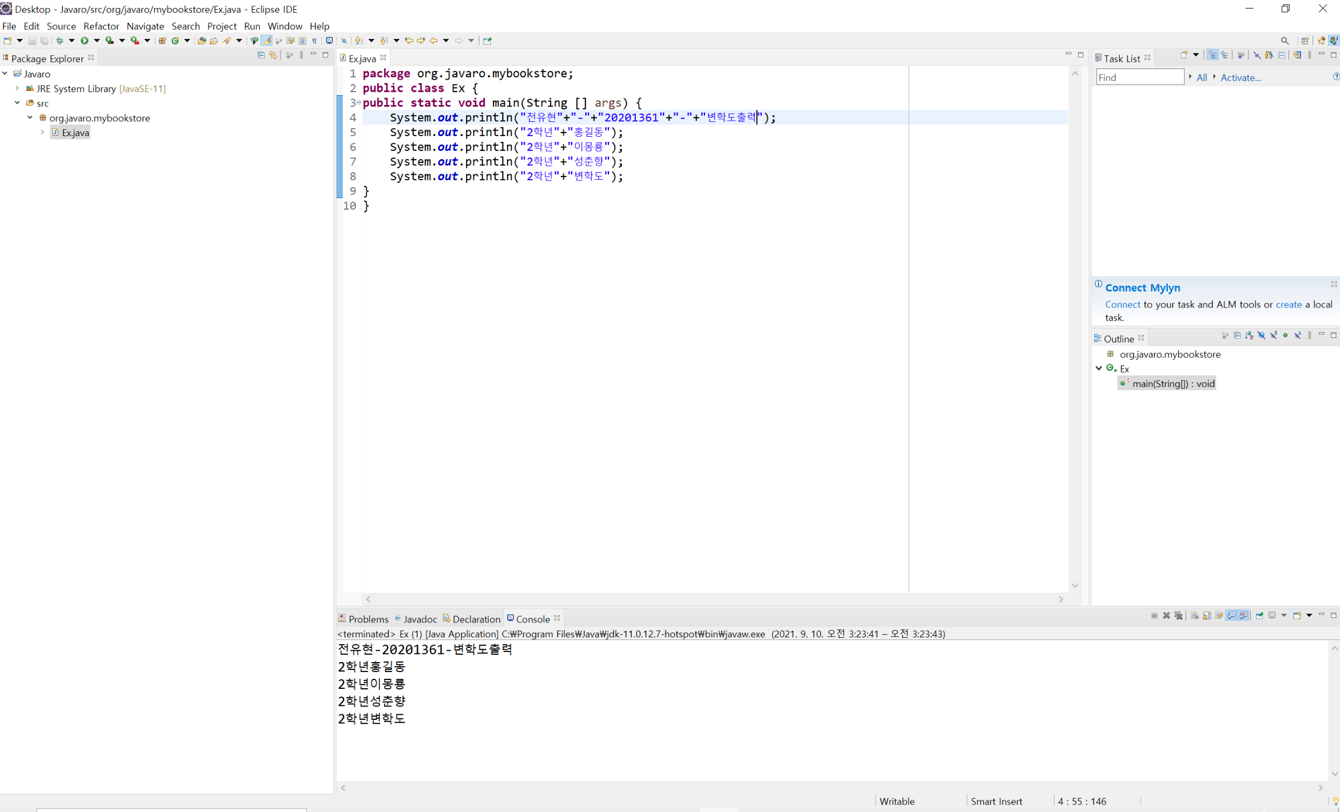 Desktop - Javaro/src/org/javaro/mybookstore/Ex.java - Eclipse IDE
File Edit Source Refactor Navigate Search Project Run Window Help
Package Explorer
Javaro
JRE System Library [JavaSE-11]
src
org.javaro.mybookstore
Ex.java
Ex.java
1 package org.javaro.mybookstore;
2 public class Ex {
3 public static void main(String [] args) {
4 System.out.println("전유현"+"-"+"20201361"+"-"+"변학도출력");
5 System.out.println("2학년"+"홍길동");
6 System.out.println("2학년"+"이몽룡");
7 System.out.println("2학년"+"성춘향");
8 System.out.println("2학년"+"변학도");
9 }
10 }
Task List
Find All Activate...
Connect Mylyn
Connect to your task and ALM tools or create a local
task.
Outline
org.javaro.mybookstore
Ex
main(String[]) : void
Problems Javadoc Declaration Console
<terminated> Ex (1) [Java Application] C:₩Program Files₩Java₩jdk-11.0.12.7-hotspot₩bin₩javaw.exe (2021. 9. 10. 오전 3:23:41 – 오전 3:23:43)
전유현-20201361-변학도출력
2학년홍길동
2학년이몽룡
2학년성춘향
2학년변학도
Writable Smart Insert 4 : 55 : 146